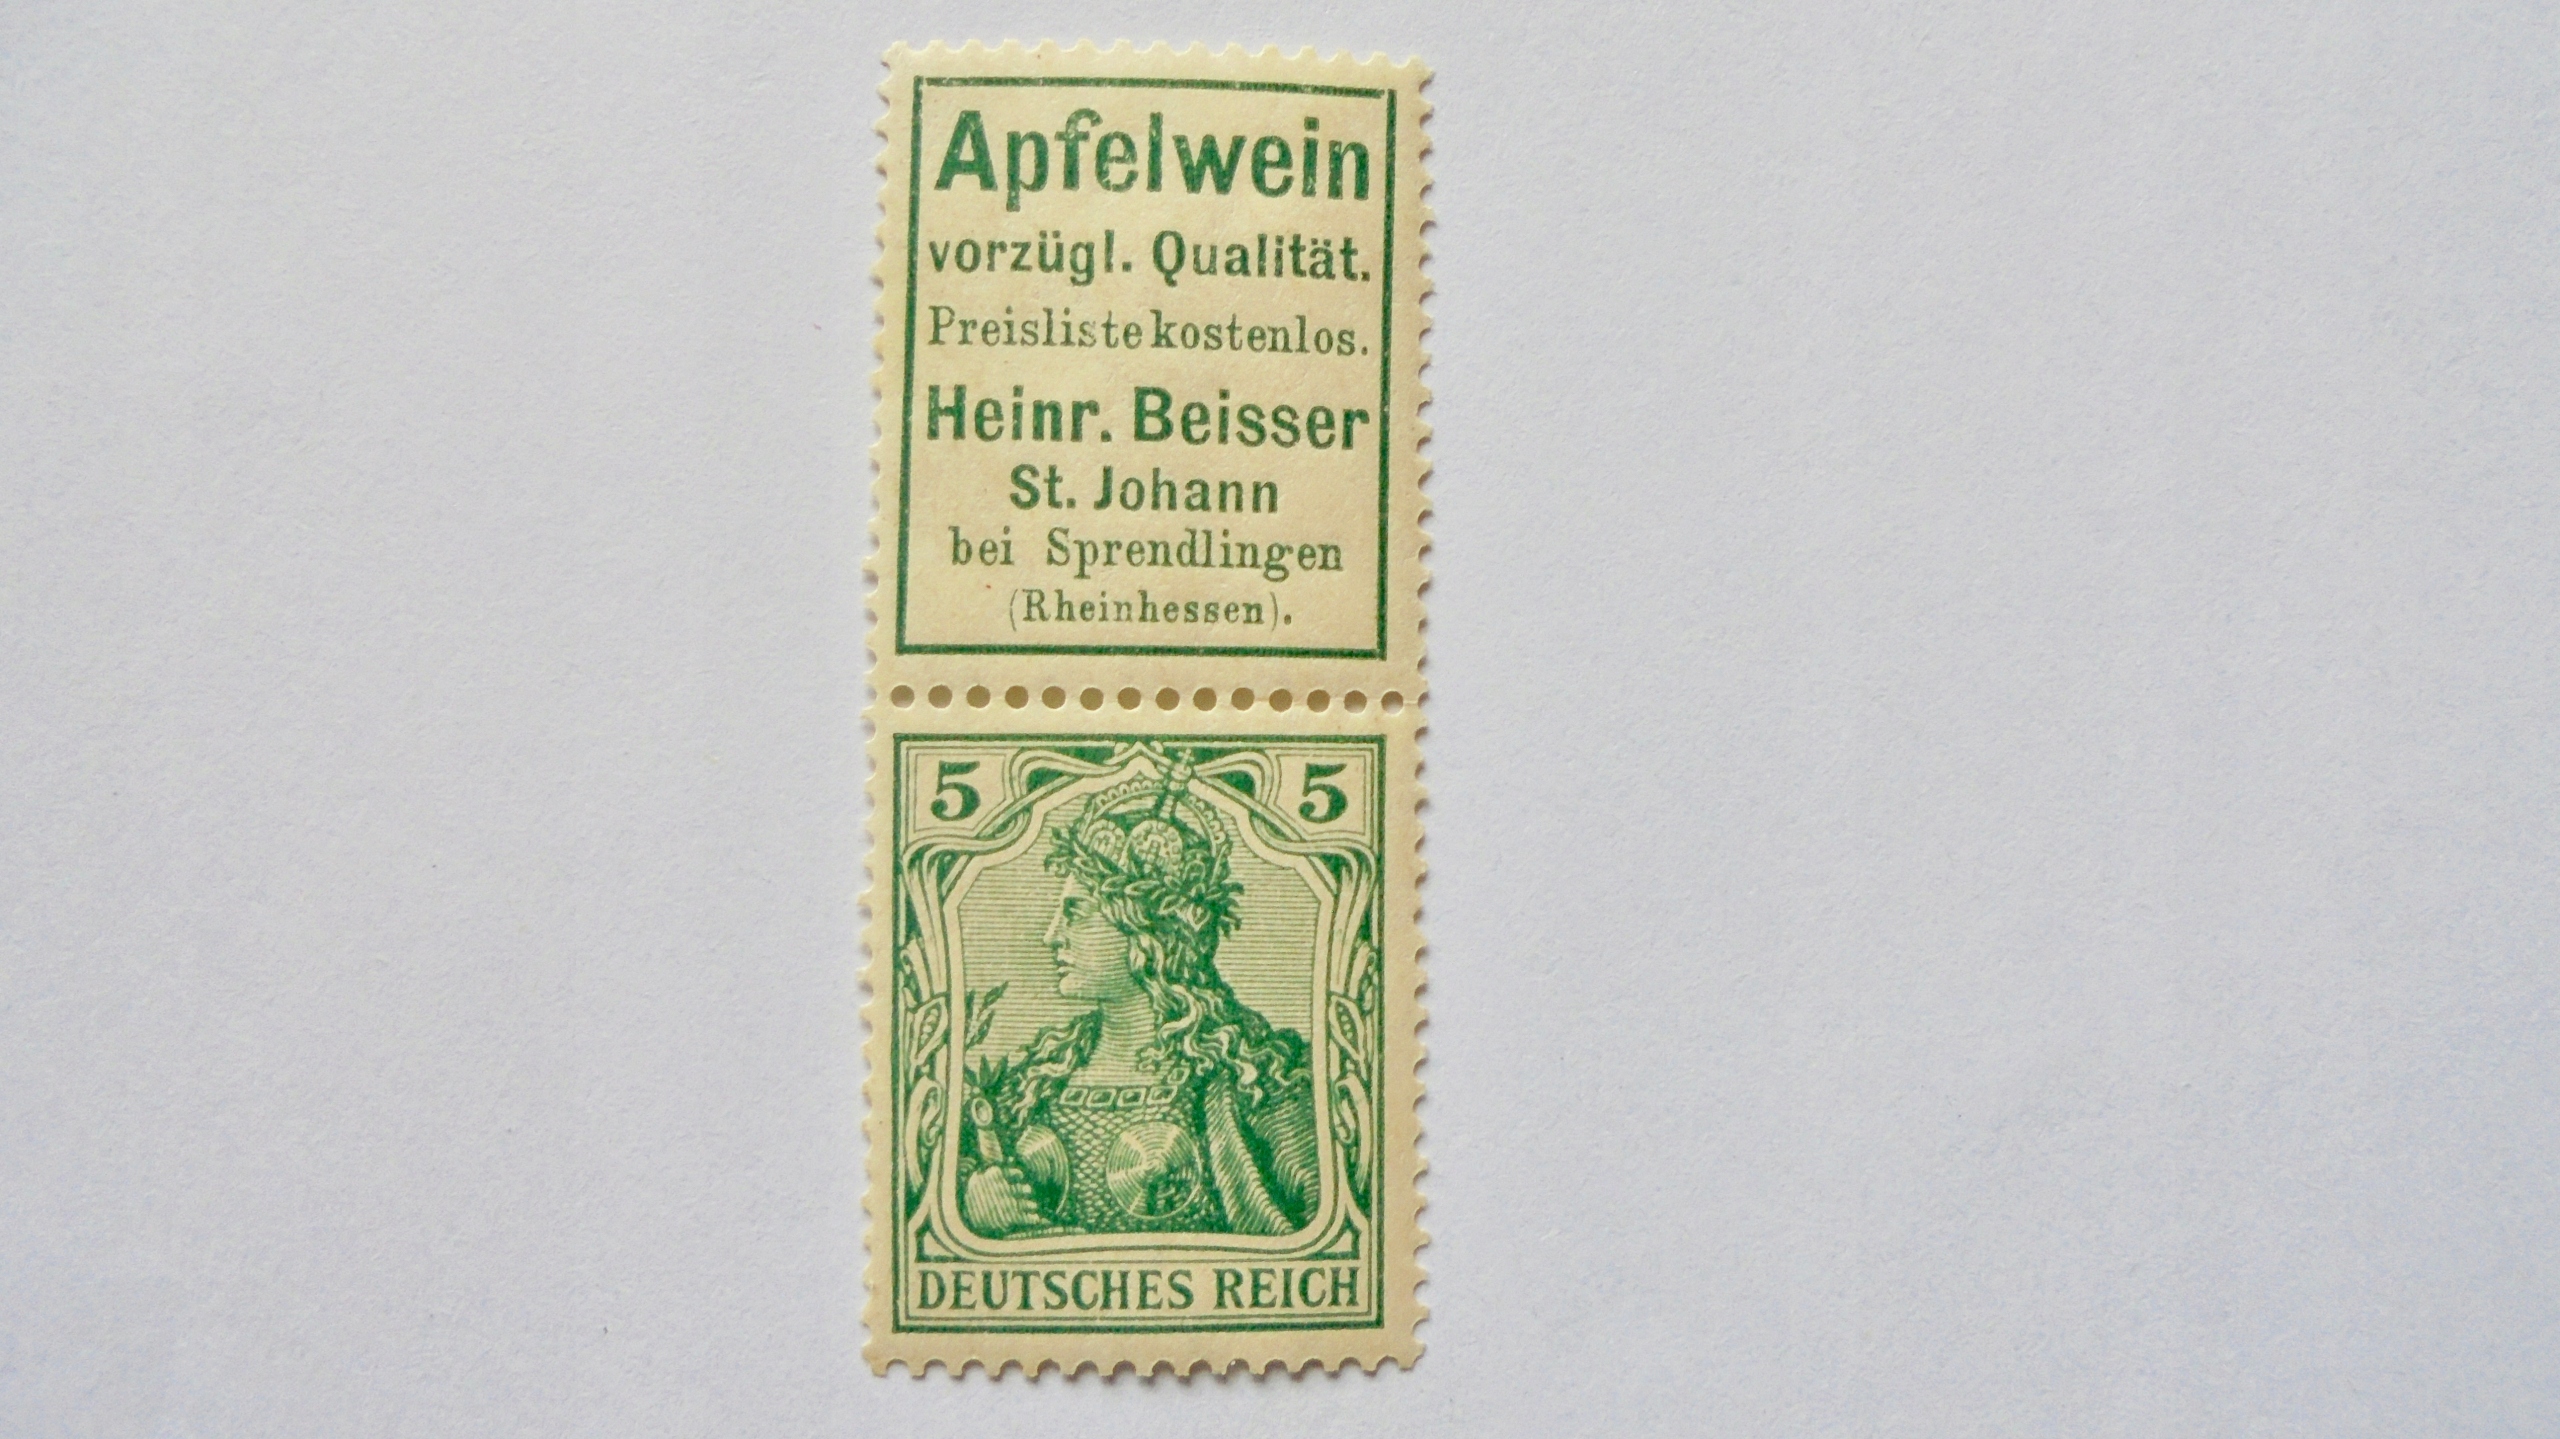 Apfelwein
vorzügl. Qualität.
Preisliste kostenlos.
Heinr. Beisser
St. Johann
bei Sprendlingen
(Rheinhessen).
5 5
DEUTSCHES REICH